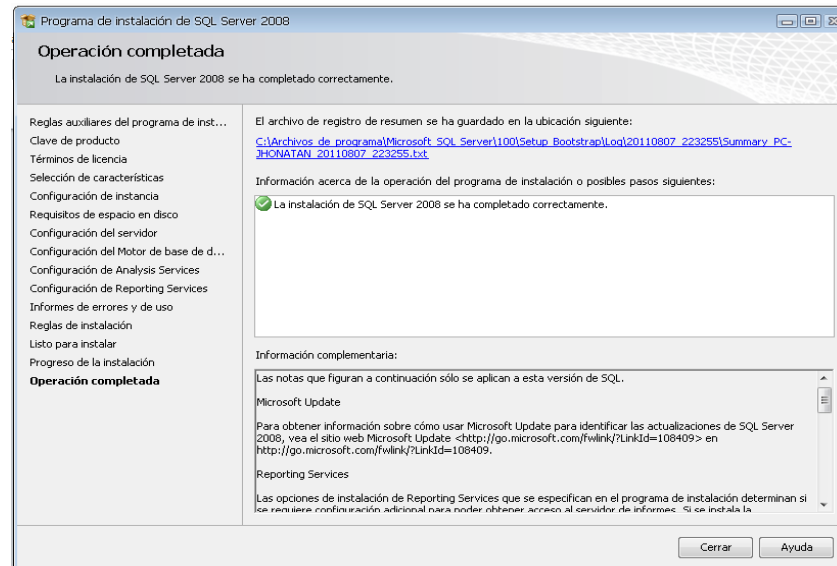 Programa de instalación de SQL Server 2008
Operación completada
La instalación de SQL Server 2008 se ha completado correctamente.
Reglas auxiliares del programa de inst...
Clave de producto
Términos de licencia
Selección de características
Configuración de instancia
Requisitos de espacio en disco
Configuración del servidor
Configuración del Motor de base de d...
Configuración de Analysis Services
Configuración de Reporting Services
Informes de errores y de uso
Reglas de instalación
Listo para instalar
Progreso de la instalación
Operación completada
El archivo de registro de resumen se ha guardado en la ubicación siguiente:
C:\Archivos de programa\Microsoft SQL Server\100\Setup Bootstrap\Log\20110807_223255\Summary_PC-
JHONATAN_20110807_223255.txt
Información acerca de la operación del programa de instalación o posibles pasos siguientes:
La instalación de SQL Server 2008 se ha completado correctamente.
Información complementaria:
Las notas que figuran a continuación sólo se aplican a esta versión de SQL.
Microsoft Update
Para obtener información sobre cómo usar Microsoft Update para identificar las actualizaciones de SQL Server
2008, vea el sitio web Microsoft Update <http://go.microsoft.com/fwlink/?LinkId=108409> en
http://go.microsoft.com/fwlink/?LinkId=108409.
Reporting Services
Las opciones de instalación de Reporting Services que se especifican en el programa de instalación determinan si
se requiere configuración adicional para poder obtener acceso al servidor de informes. Si se instala la
Cerrar
Ayuda